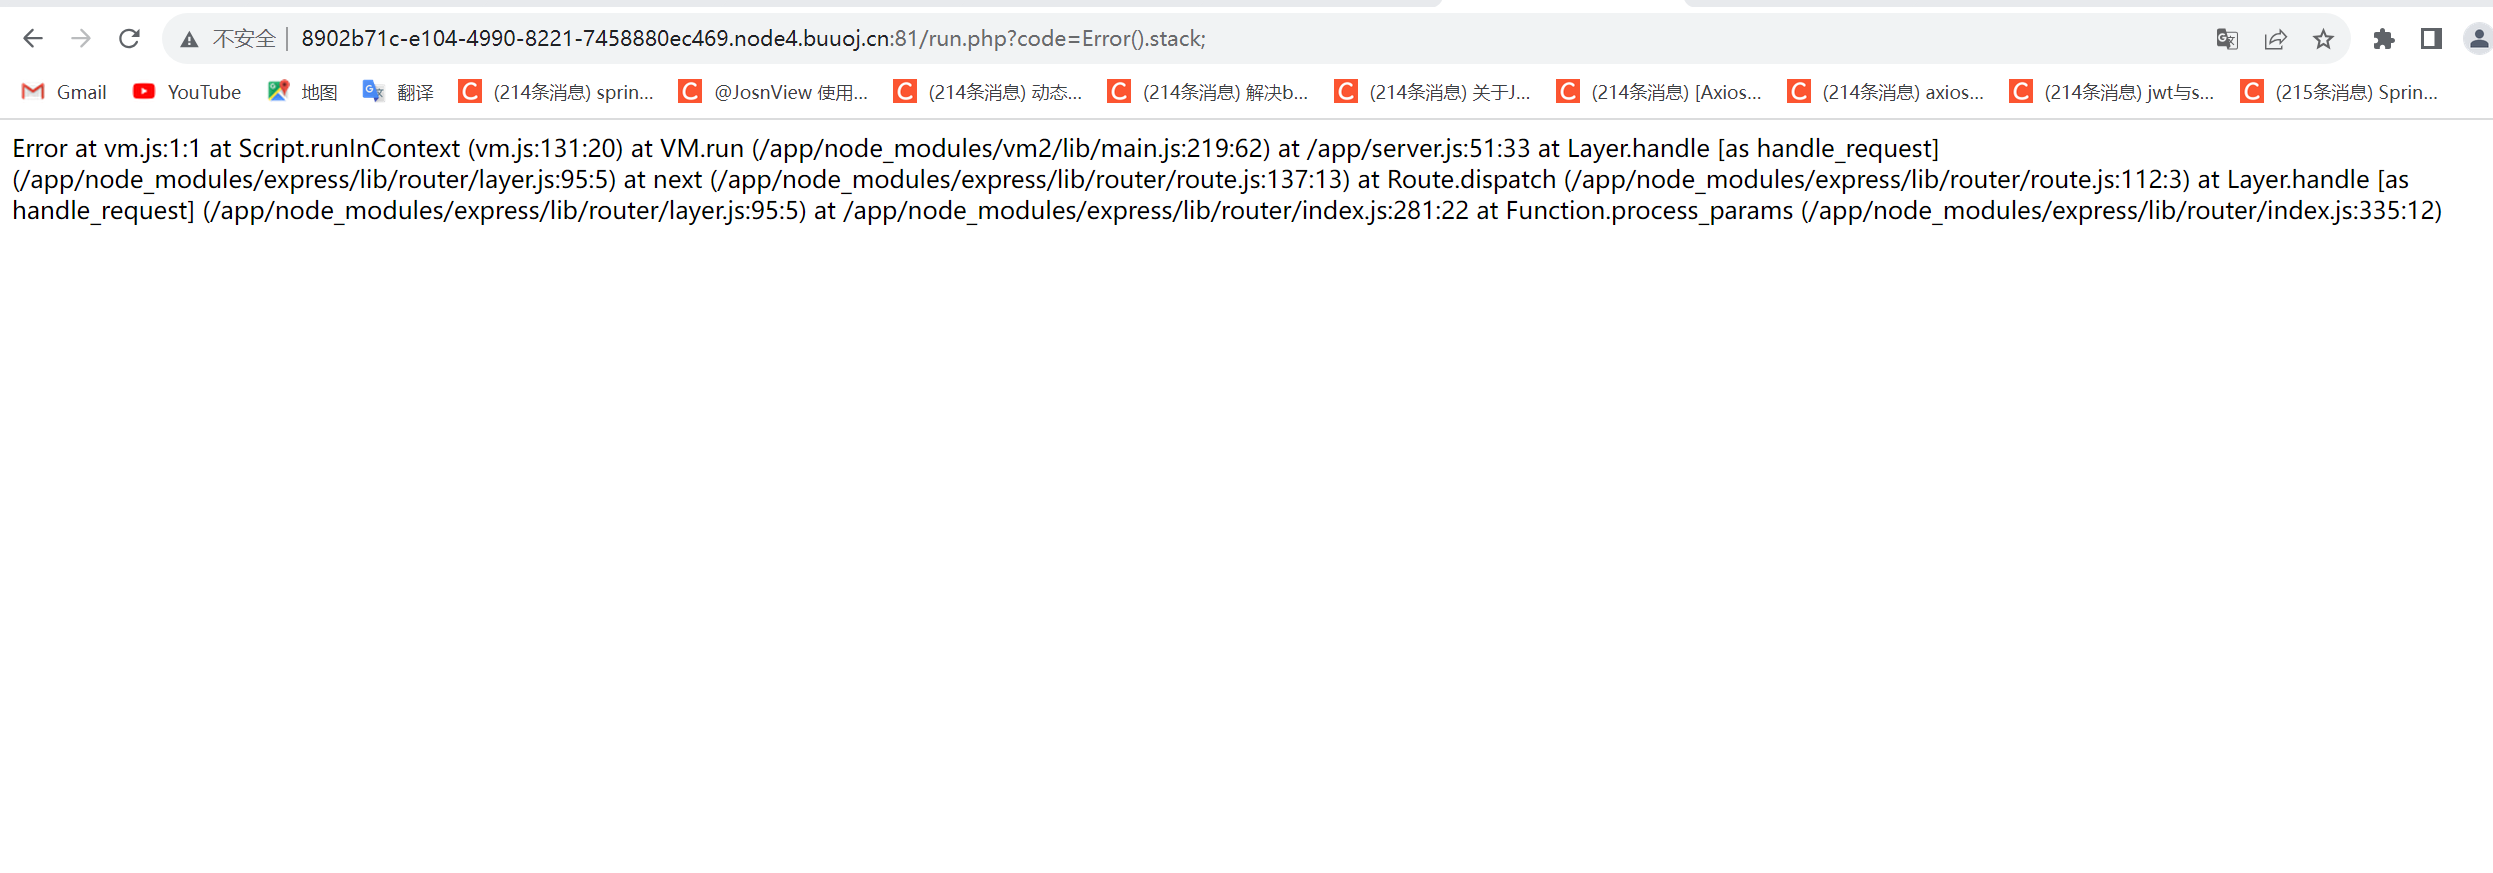 不安全 | 8902b71c-e104-4990-8221-7458880ec469.node4.buuoj.cn:81/run.php?code=Error().stack;
Gmail YouTube 地图 翻译 (214条消息) sprin... @JosnView 使用... (214条消息) 动态... (214条消息) 解决b... (214条消息) 关于J... (214条消息) [Axios... (214条消息) axios... (214条消息) jwt与s... (215条消息) Sprin...
Error at vm.js:1:1 at Script.runInContext (vm.js:131:20) at VM.run (/app/node_modules/vm2/lib/main.js:219:62) at /app/server.js:51:33 at Layer.handle [as handle_request]
(/app/node_modules/express/lib/router/layer.js:95:5) at next (/app/node_modules/express/lib/router/route.js:137:13) at Route.dispatch (/app/node_modules/express/lib/router/route.js:112:3) at Layer.handle [as
handle_request] (/app/node_modules/express/lib/router/layer.js:95:5) at /app/node_modules/express/lib/router/index.js:281:22 at Function.process_params (/app/node_modules/express/lib/router/index.js:335:12)